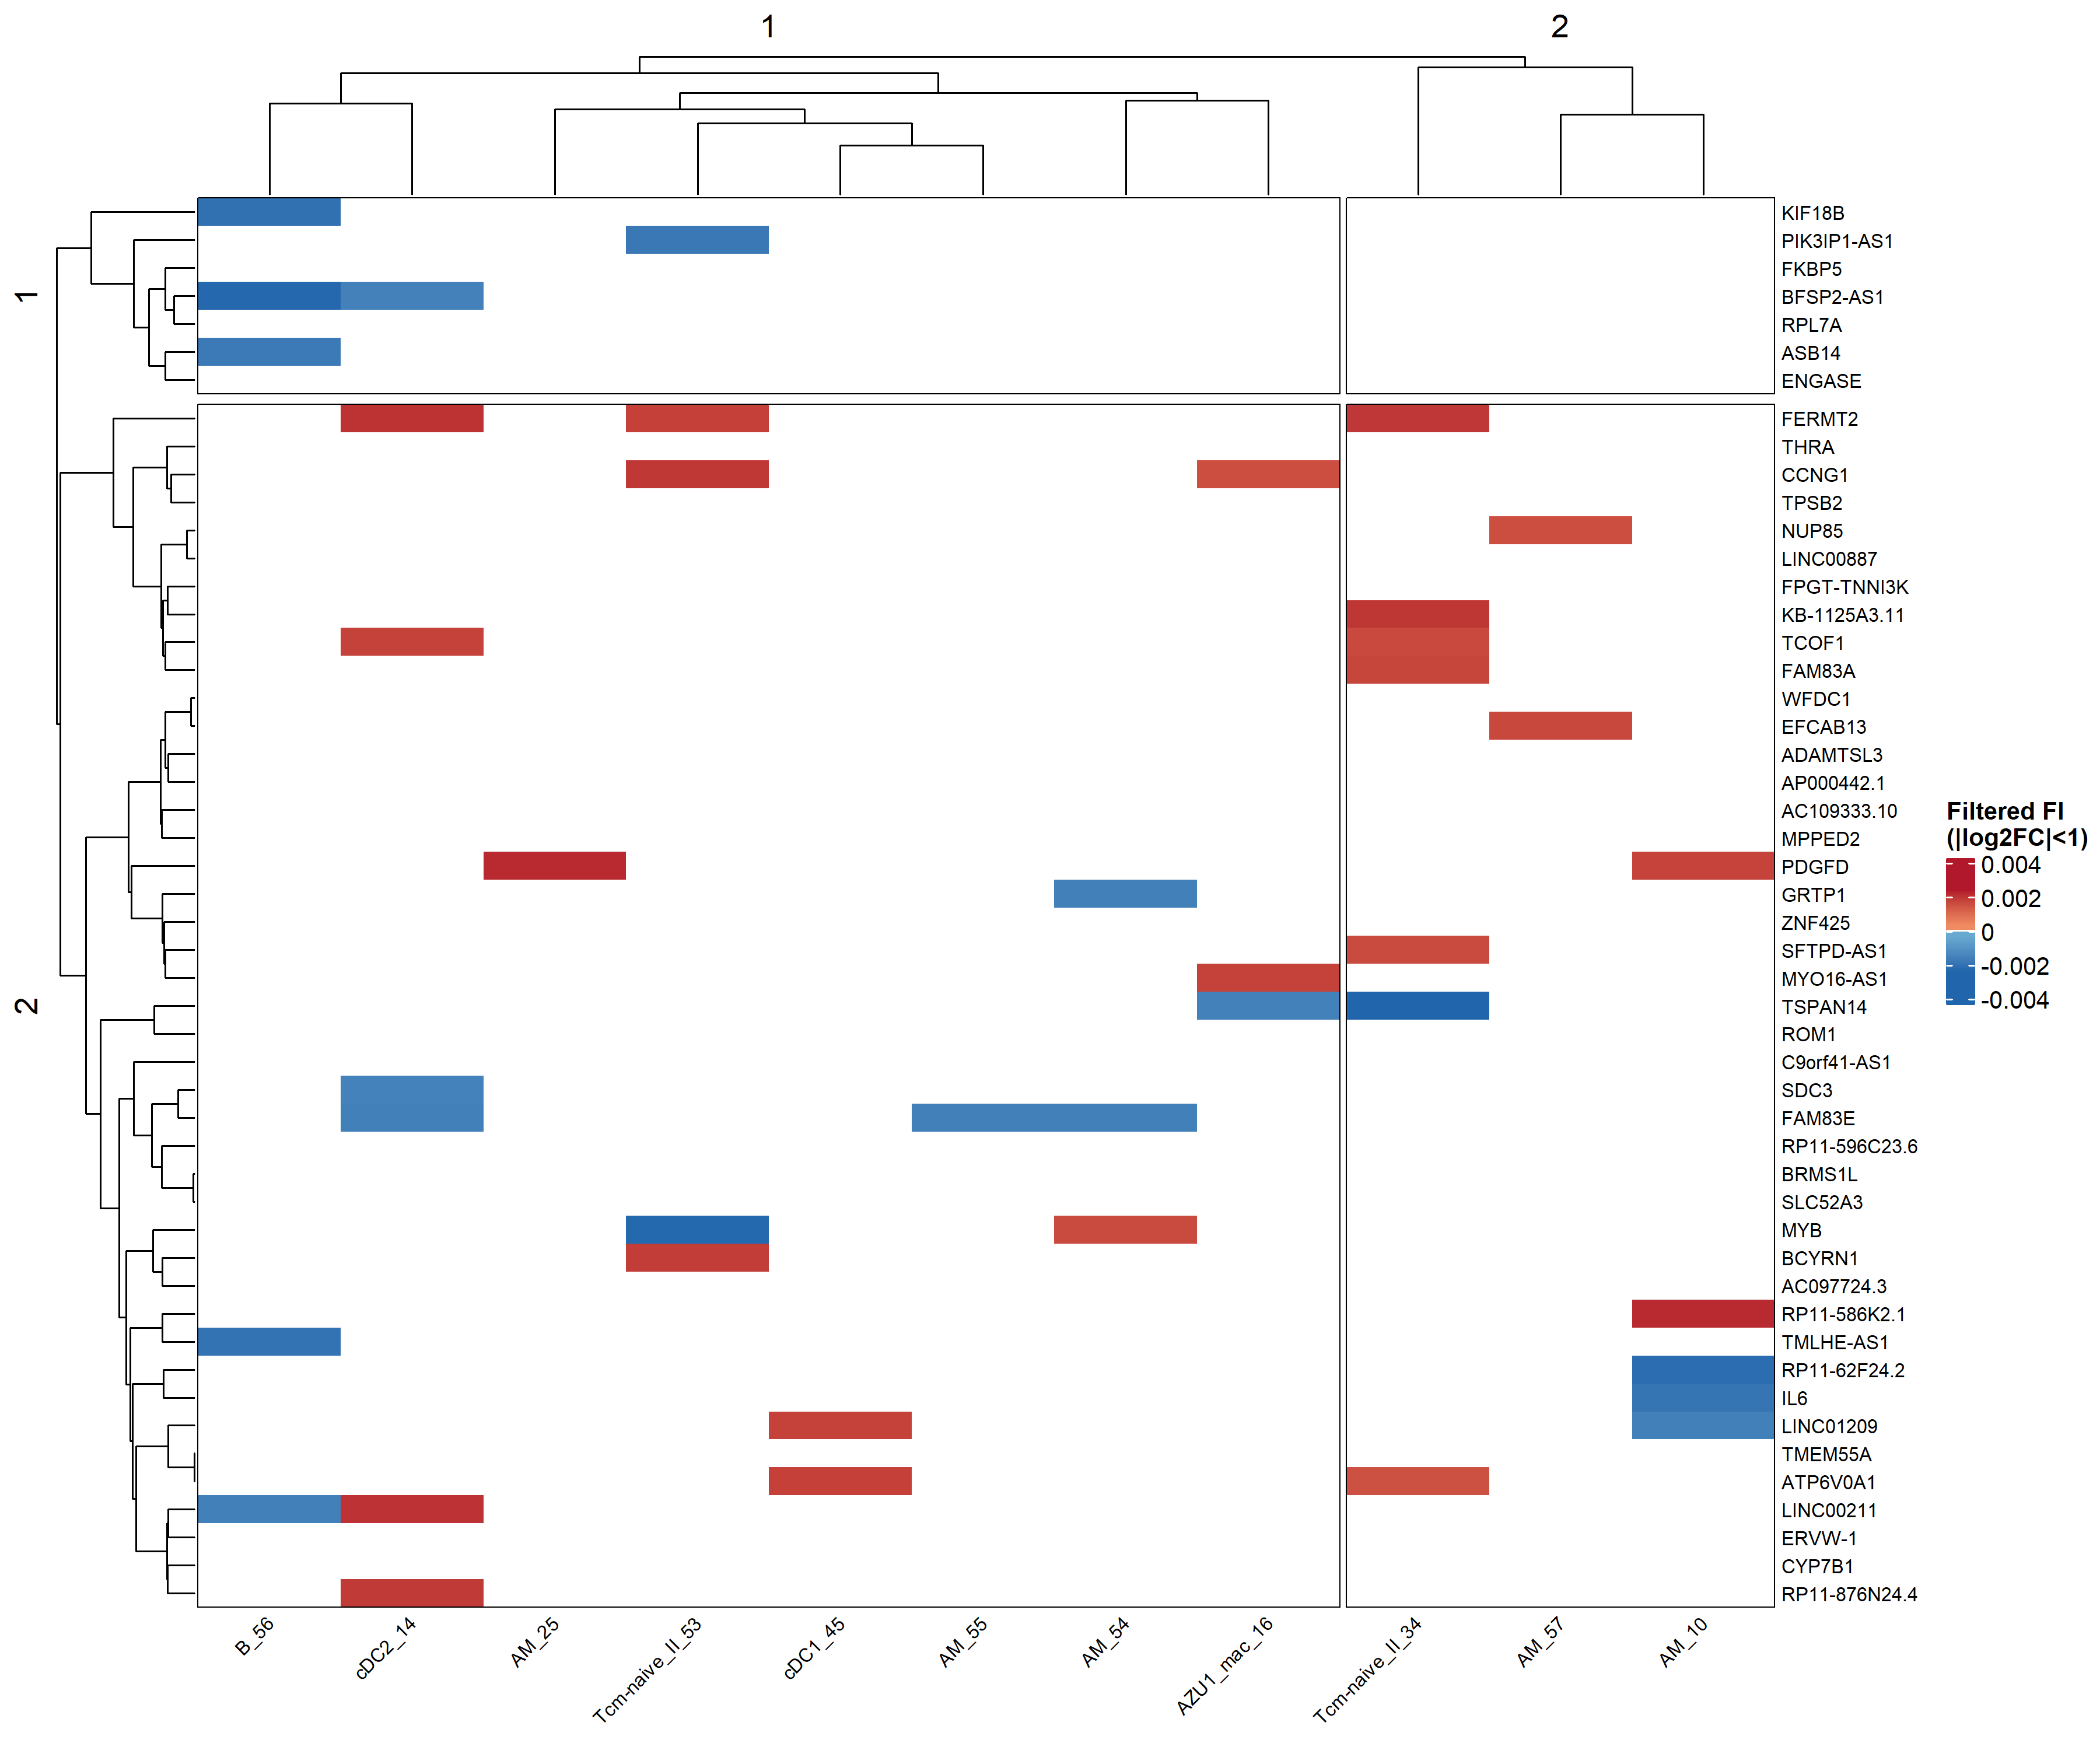 1
2
1
KIF18B
PIK3IP1-AS1
FKBP5
BFSP2-AS1
RPL7A
ASB14
ENGASE
2
FERMT2
THRA
CCNG1
TPSB2
NUP85
LINC00887
FPGT-TNNI3K
KB-1125A3.11
TCOF1
FAM83A
WFDC1
EFCAB13
ADAMTSL3
AP000442.1
AC109333.10
MPPED2
PDGFD
GRTP1
ZNF425
SFTPD-AS1
MYO16-AS1
TSPAN14
ROM1
C9orf41-AS1
SDC3
FAM83E
RP11-596C23.6
BRMS1L
SLC52A3
MYB
BCYRN1
AC097724.3
RP11-586K2.1
TMLHE-AS1
RP11-62F24.2
IL6
LINC01209
TMEM55A
ATP6V0A1
LINC00211
ERVW-1
CYP7B1
RP11-876N24.4
B_56
cDC2_14
AM_25
Tcm-naive_II_53
cDC1_45
AM_55
AM_54
AZU1_mac_16
Tcm-naive_II_34
AM_57
AM_10
Filtered FI
(|log2FC|<1)
0.004
0.002
0
-0.002
-0.004